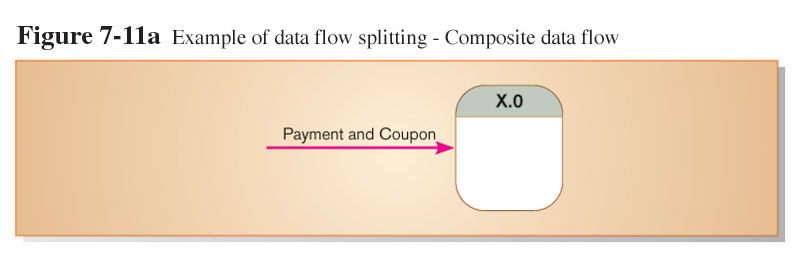 Figure 7-11a Example of data flow splitting - Composite data flow
X.0
Payment and Coupon